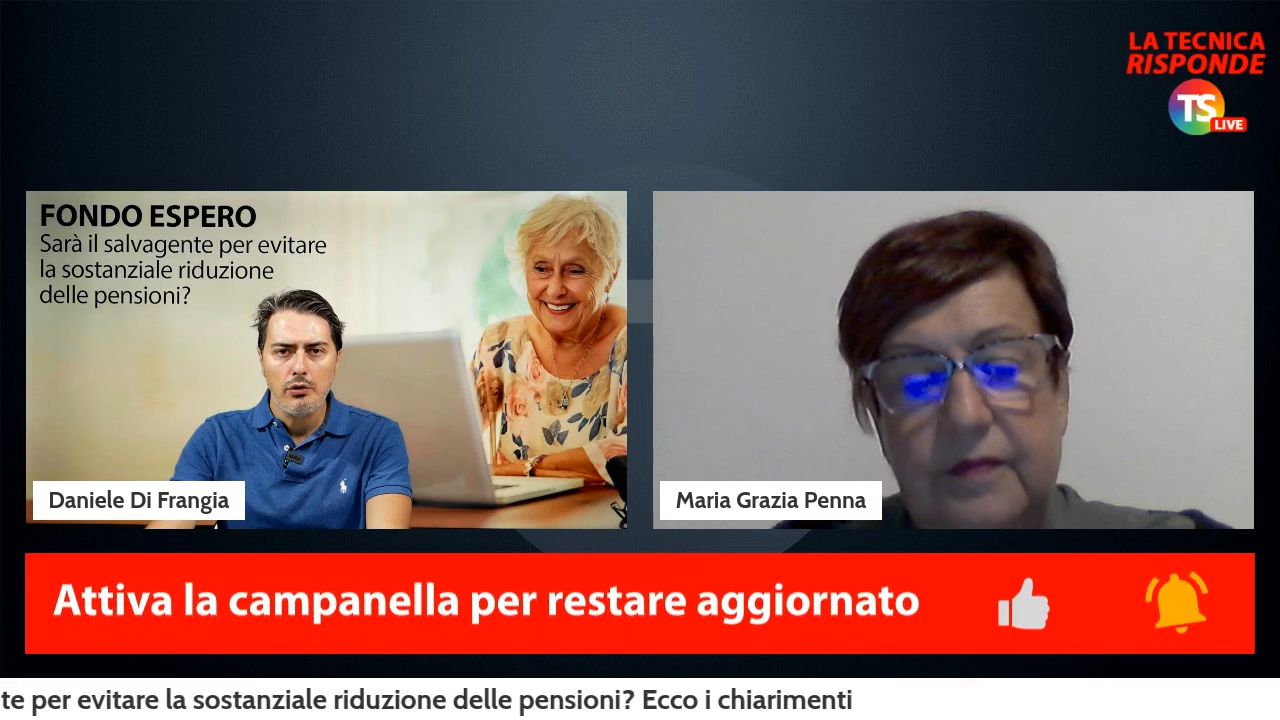 LA TECNICA
RISPONDE
TS
LIVE
FONDO ESPERO
Sarà il salvagente per evitare
la sostanziale riduzione
delle pensioni?
Daniele Di Frangia
Maria Grazia Penna
Attiva la campanella per restare aggiornato
te per evitare la sostanziale riduzione delle pensioni? Ecco i chiarimenti